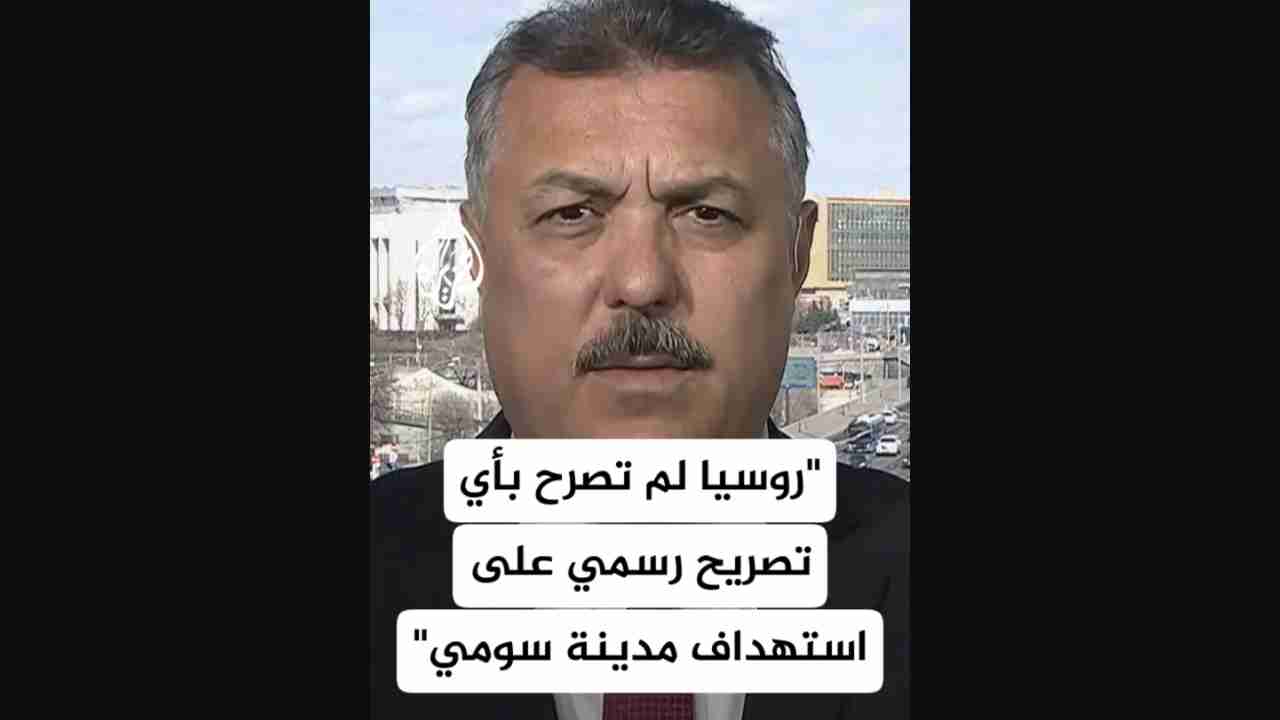 "روسيا لم تصرح بأي
تصريح رسمي على
استهداف مدينة سومي"